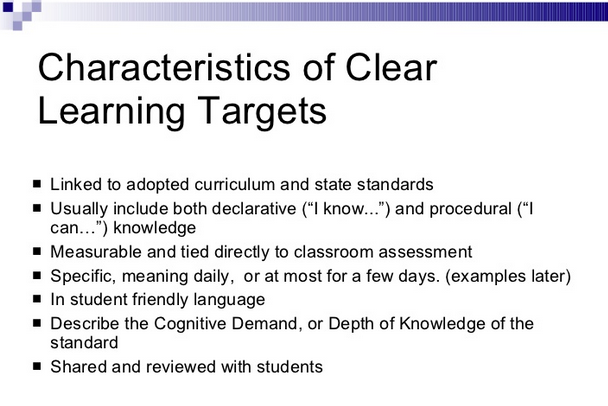 Characteristics of Clear
Learning Targets
Linked to adopted curriculum and state standards
Usually include both declarative (“I know...”) and procedural (“I
can…”) knowledge
Measurable and tied directly to classroom assessment
Specific, meaning daily,  or at most for a few days. (examples later)
In student friendly language
Describe the Cognitive Demand, or Depth of Knowledge of the
standard
Shared and reviewed with students